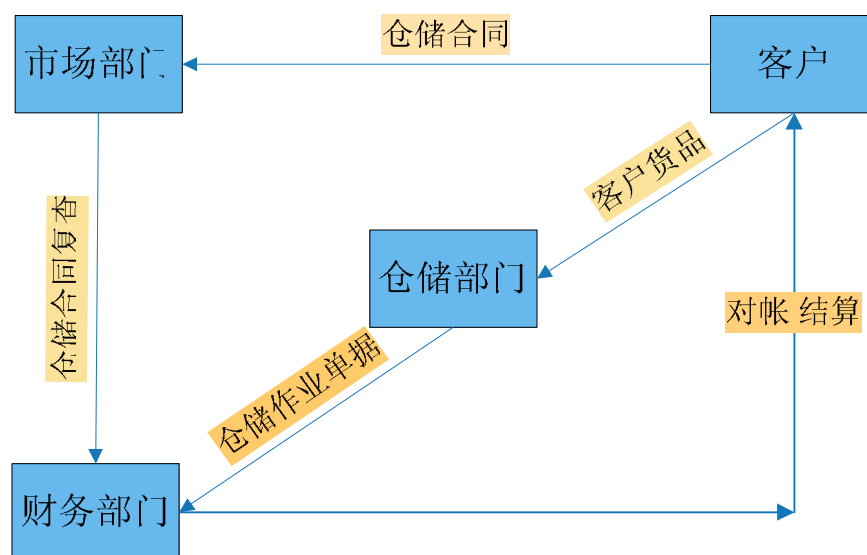 仓储合同
市场部门
客户
客户货品
仓储合同复查
仓储部门
对帐 结算
仓储作业单据
财务部门